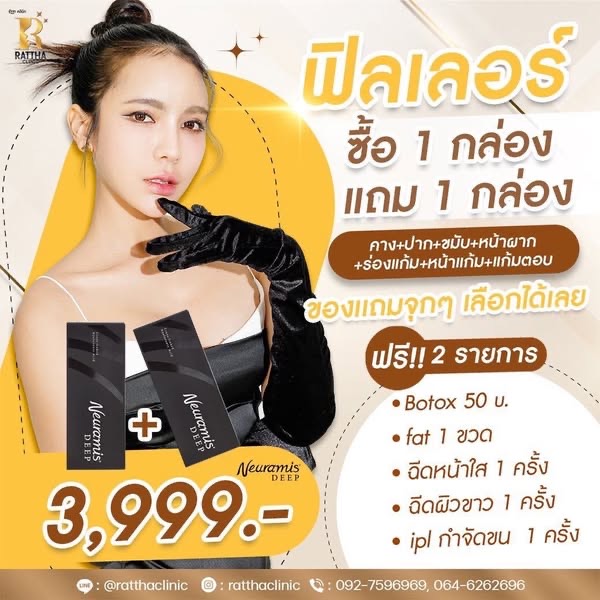 RATTHA
ฟิลเลอร์
ซื้อ 1 กล่อง
แถม 1 กล่อง
คาง+ปาก+ขมับ+หน้าผาก
+ร่องแก้ม+หน้าแก้ม+แก้มตอบ
ของแถมจุกๆ เลือกได้เลย
ฟรี!! 2 รายการ
• Botox 50 ยู.
• fat 1 ขวด
• ฉีดหน้าใส 1 ครั้ง
• ฉีดผิวขาว 1 ครั้ง
• ipl กำจัดขน 1 ครั้ง
Neuramis
DEEP
+
Neuramis
DEEP
Neuramis
DEEP
3,999.-
LINE : @ratthaclinic : ratthaclinic : 092-7596969, 064-6262696